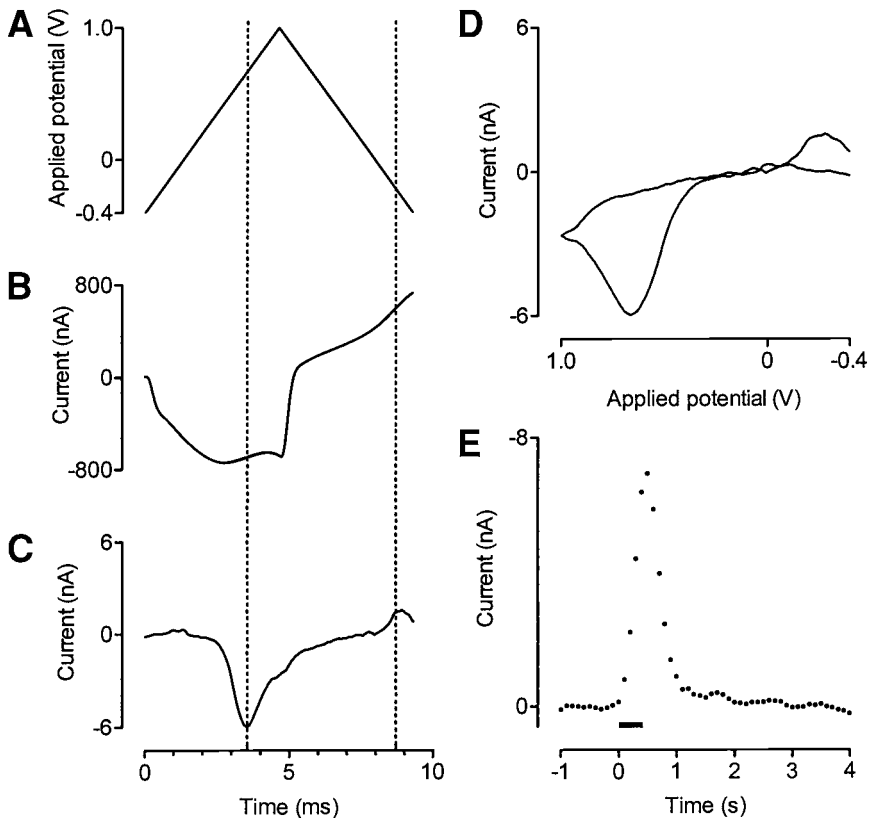 A
Applied potential (V)
1.0
0
-0.4
B
Current (nA)
800
0
-800
C
Current (nA)
6
0
-6
0 5 10
Time (ms)
D
Current (nA)
6
0
-6
1.0 0 -0.4
Applied potential (V)
E
Current (nA)
-8
0
-1 0 1 2 3 4
Time (s)